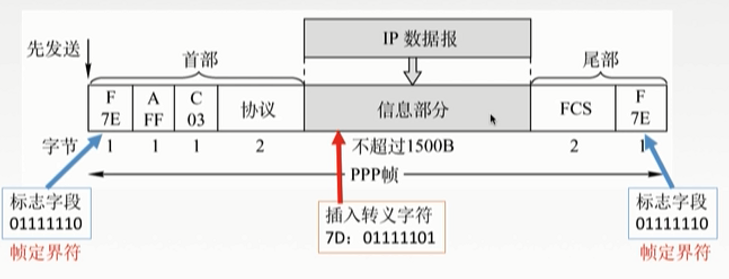 IP 数据报
先发送
首部
尾部
F
7E
A
FF
C
03
协议
信息部分
FCS
F
7E
字节
1
1
1
2
不超过1500B
2
1
PPP帧
标志字段
01111110
帧定界符
插入转义字符
7D：01111101
标志字段
01111110
帧定界符